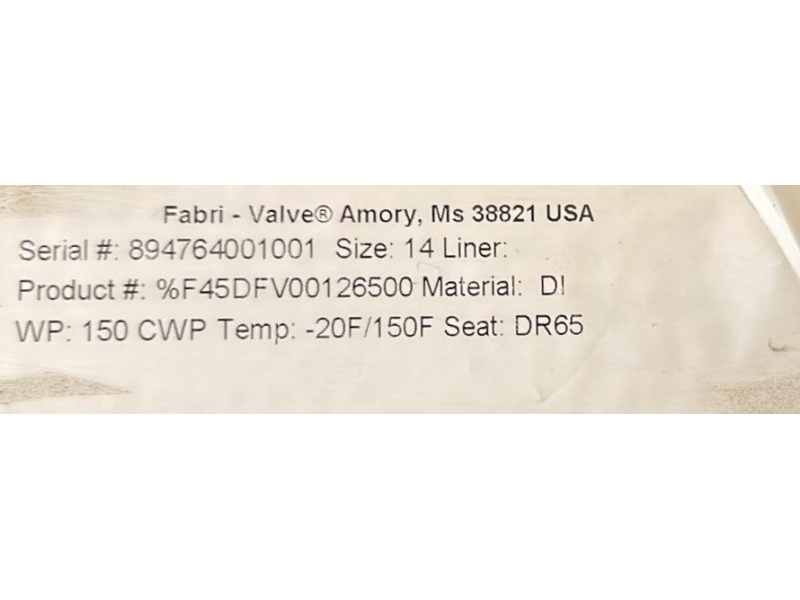 Fabri - Valve® Amory, Ms 38821 USA
Serial #: 894764001001 Size: 14 Liner:
Product #: %F45DFV00126500 Material: DI
WP: 150 CWP Temp: -20F/150F Seat: DR65